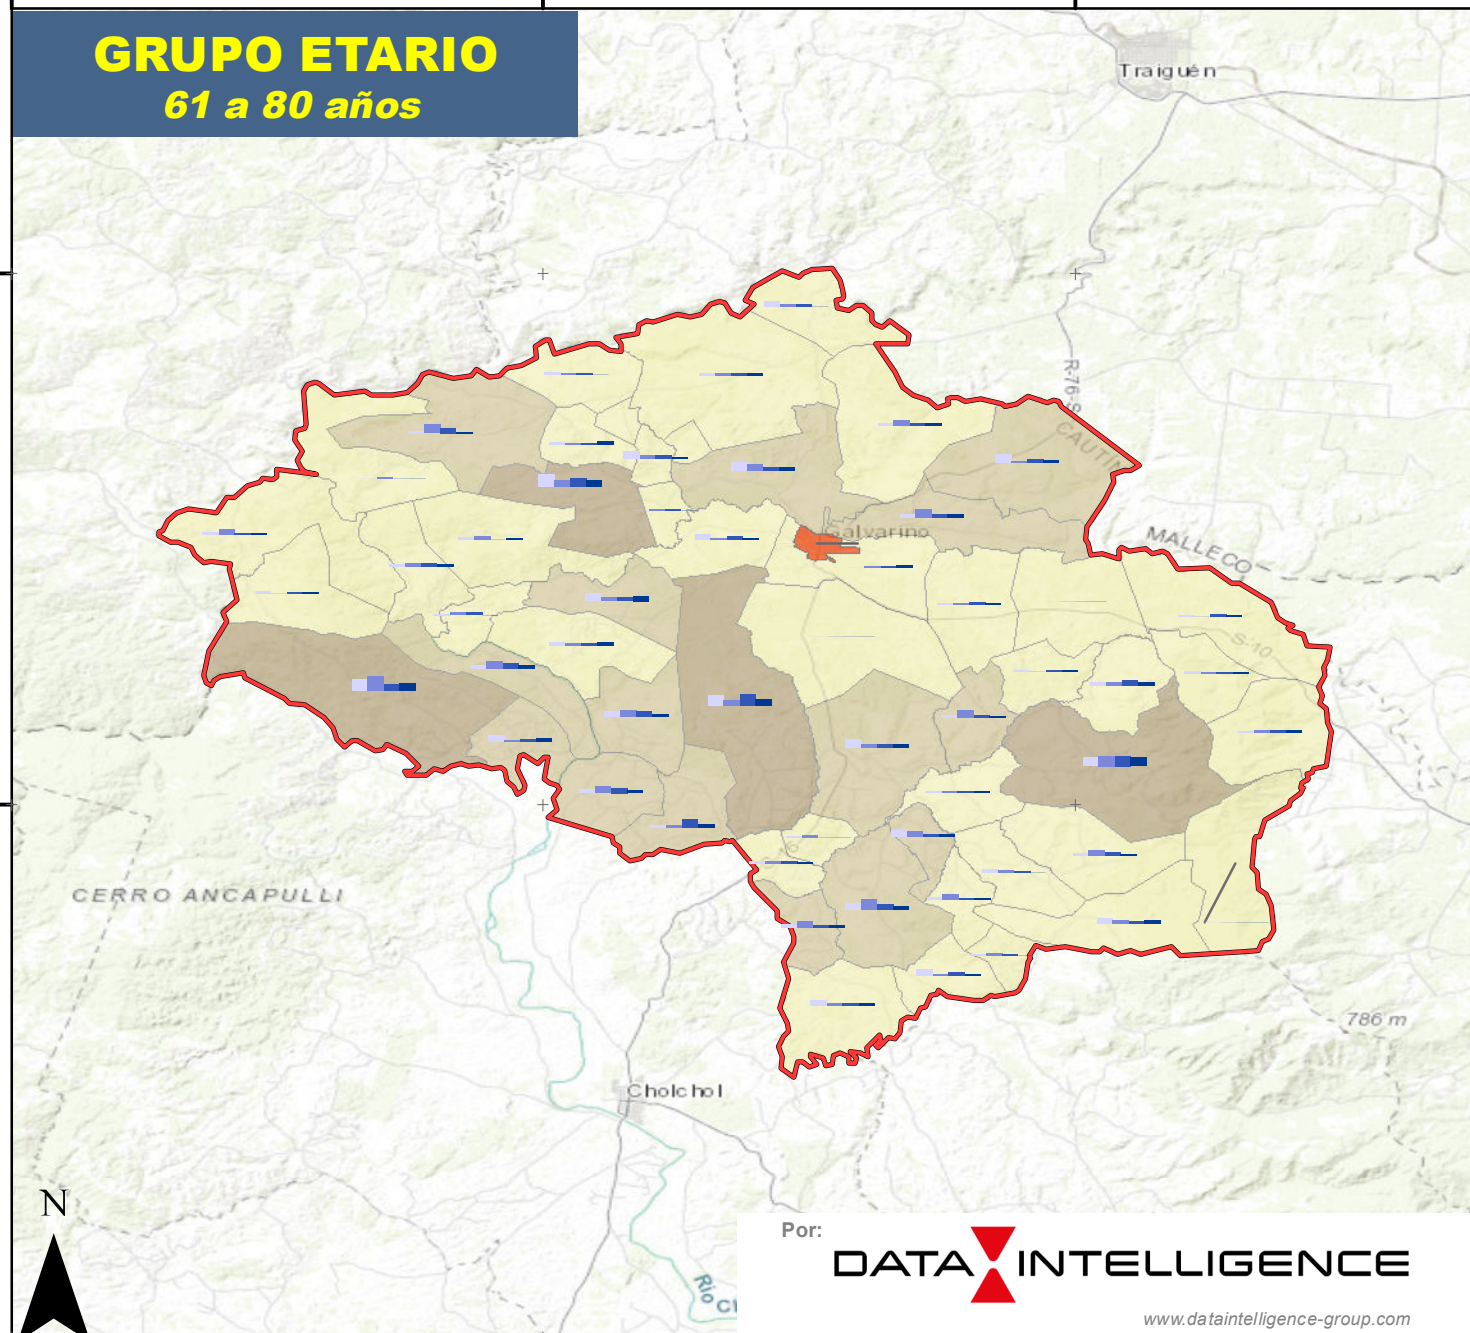 GRUPO ETARIO
61 a 80 años
Traiguén
R-76-S
CAUTIN
Galvarino
MALLECO
S-10
CERRO ANCAPULLI
786 m
Cholchol
N
Río
Por:
DATA INTELLIGENCE
www.dataintelligence-group.com